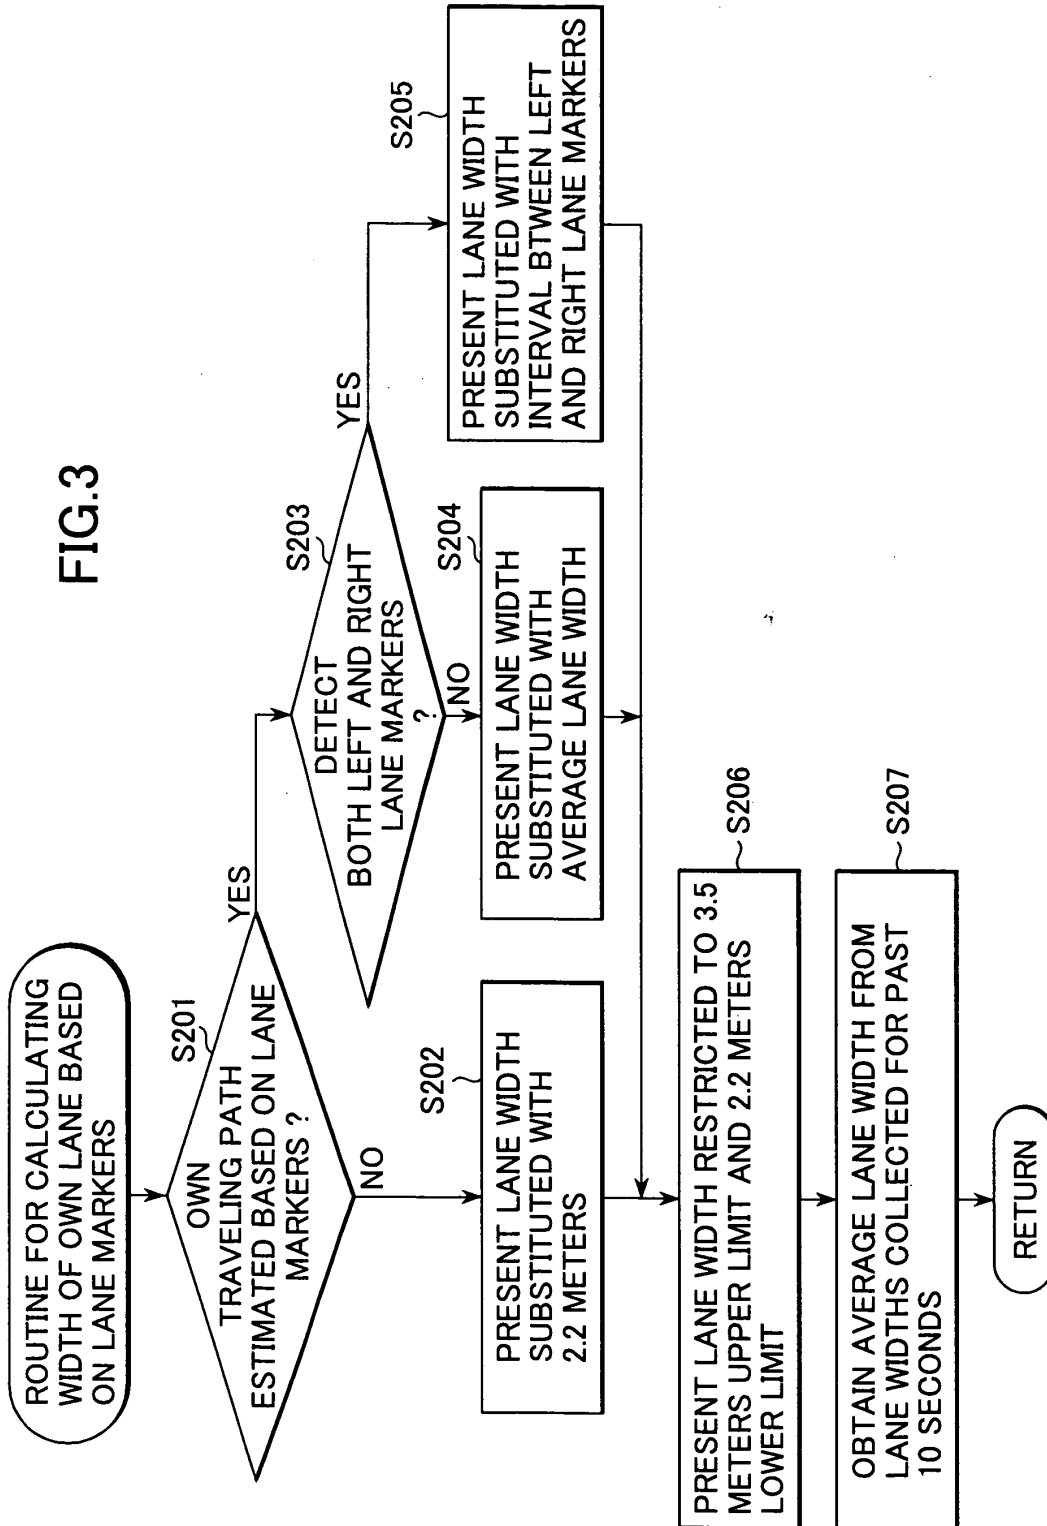 FIG.3
ROUTINE FOR CALCULATING
WIDTH OF OWN LANE BASED
ON LANE MARKERS
S201
OWN
TRAVELING PATH
ESTIMATED BASED ON LANE
MARKERS ?
YES
NO
S203
DETECT
BOTH LEFT AND RIGHT
LANE MARKERS
?
YES
NO
S202
PRESENT LANE WIDTH
SUBSTITUTED WITH
2.2 METERS
S204
PRESENT LANE WIDTH
SUBSTITUTED WITH
AVERAGE LANE WIDTH
S205
PRESENT LANE WIDTH
SUBSTITUTED WITH
INTERVAL BTWEEN LEFT
AND RIGHT LANE MARKERS
S206
PRESENT LANE WIDTH RESTRICTED TO 3.5
METERS UPPER LIMIT AND 2.2 METERS
LOWER LIMIT
S207
OBTAIN AVERAGE LANE WIDTH FROM
LANE WIDTHS COLLECTED FOR PAST
10 SECONDS
RETURN